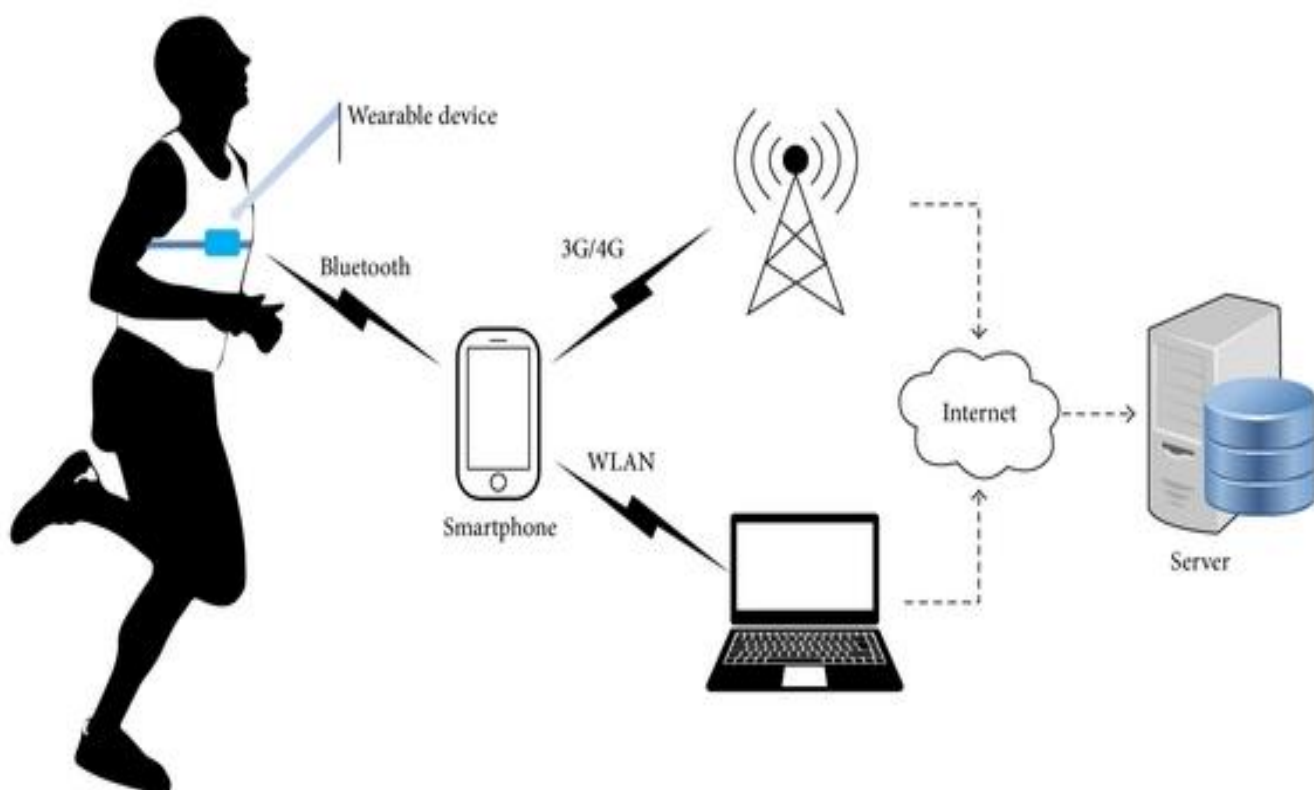 Wearable device
Bluetooth
3G/4G
Smartphone
WLAN
Internet
Server